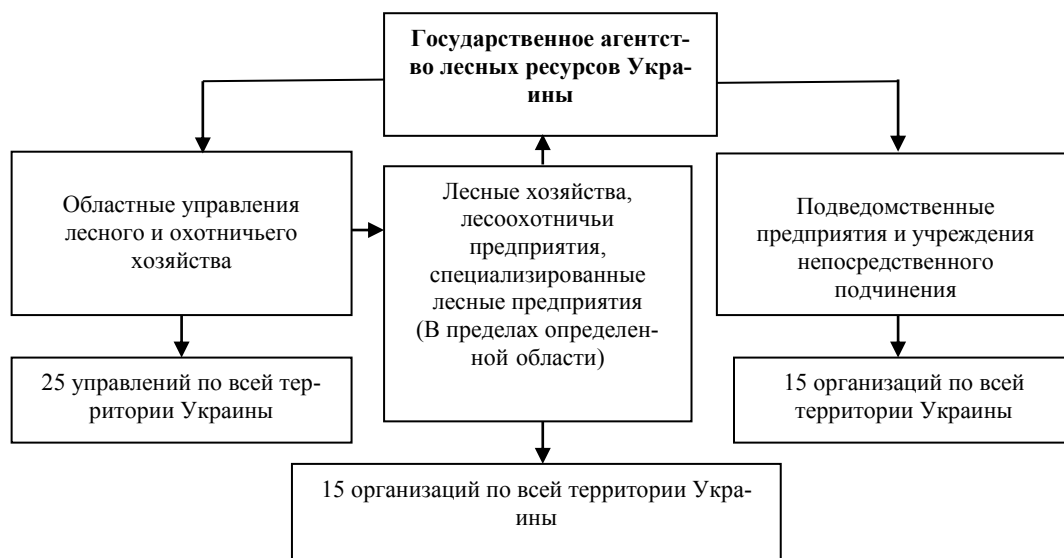 Государственное агентст-
во лесных ресурсов Укра-
ины
Областные управления
лесного и охотничьего
хозяйства
Лесные хозяйства,
лесоохотничьи
предприятия,
специализированные
лесные предприятия
(В пределах определен-
ной области)
Подведомственные
предприятия и учреждения
непосредственного
подчинения
25 управлений по всей тер-
ритории Украины
15 организаций по всей
территории Украины
15 организаций по всей территории Укра-
ины